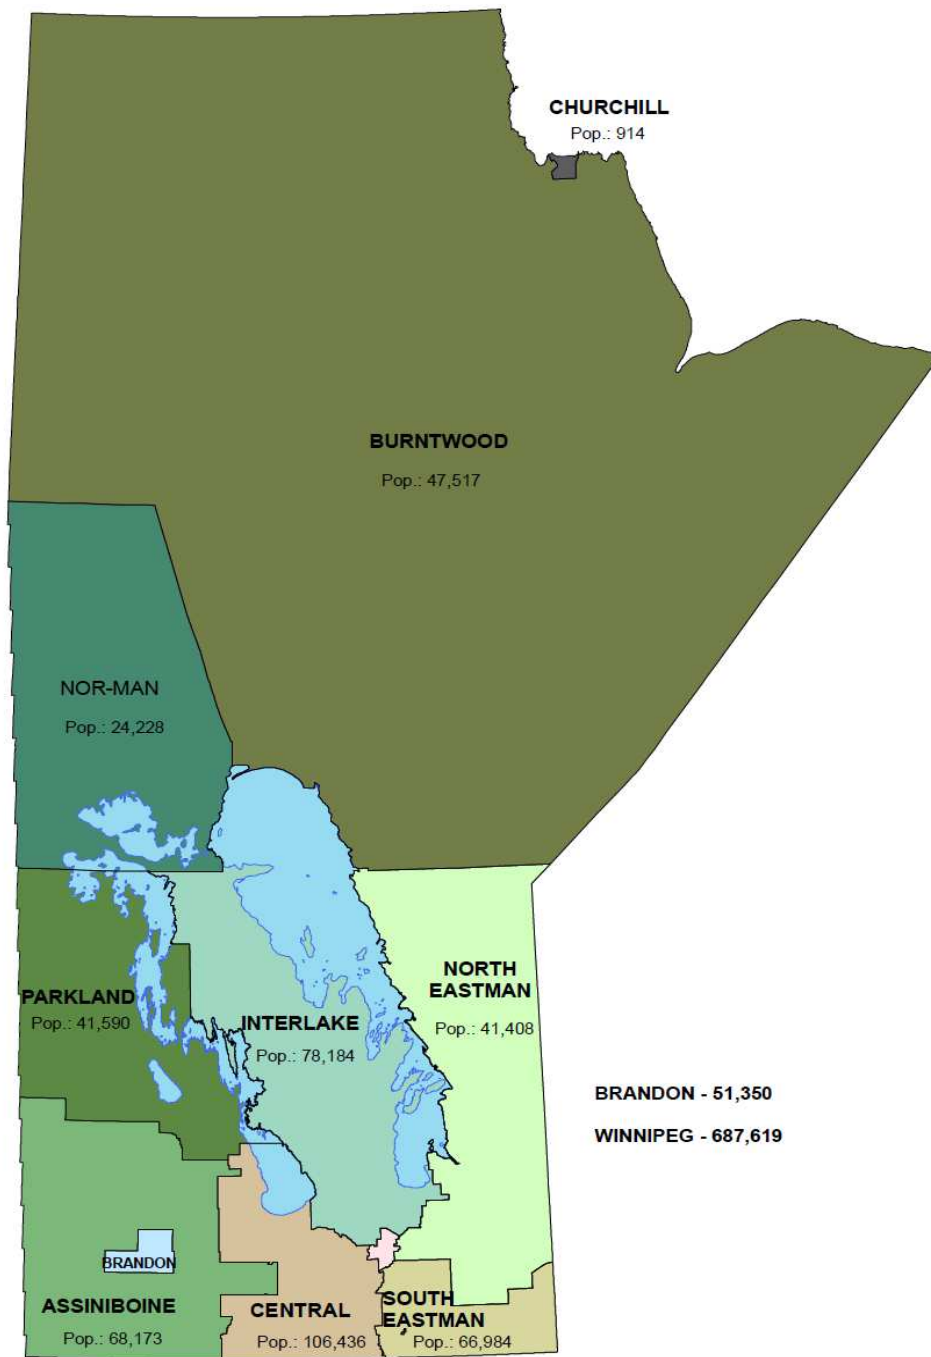 CHURCHILL
Pop.: 914
BURNTWOOD
Pop.: 47,517
NOR-MAN
Pop.: 24,228
NORTH
EASTMAN
Pop.: 41,408
PARKLAND
Pop.: 41,590
INTERLAKE
Pop.: 78,184
BRANDON - 51,350
WINNIPEG - 687,619
BRANDON
ASSINIBOINE
Pop.: 68,173
CENTRAL
Pop.: 106,436
SOUTH
EASTMAN
Pop.: 66,984